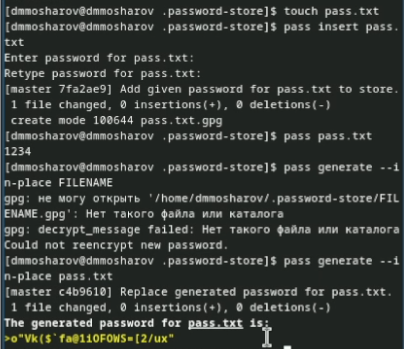 [dmmosharov@dmmosharov .password-store]$ touch pass.txt
[dmmosharov@dmmosharov .password-store]$ pass insert pass.
txt
Enter password for pass.txt:
Retype password for pass.txt:
[master 7fa2ae9] Add given password for pass.txt to store.
 1 file changed, 0 insertions(+), 0 deletions(-)
 create mode 100644 pass.txt.gpg
[dmmosharov@dmmosharov .password-store]$ pass pass.txt
1234
[dmmosharov@dmmosharov .password-store]$ pass generate --i
n-place FILENAME
gpg: не могу открыть '/home/dmmosharov/.password-store/FIL
ENAME.gpg': Нет такого файла или каталога
gpg: decrypt_message failed: Нет такого файла или каталога
Could not reencrypt new password.
[dmmosharov@dmmosharov .password-store]$ pass generate --i
n-place pass.txt
[master c4b9610] Replace generated password for pass.txt.
 1 file changed, 0 insertions(+), 0 deletions(-)
The generated password for pass.txt is:
>o"Vk($`fa@1iOFOWS=[2/ux"